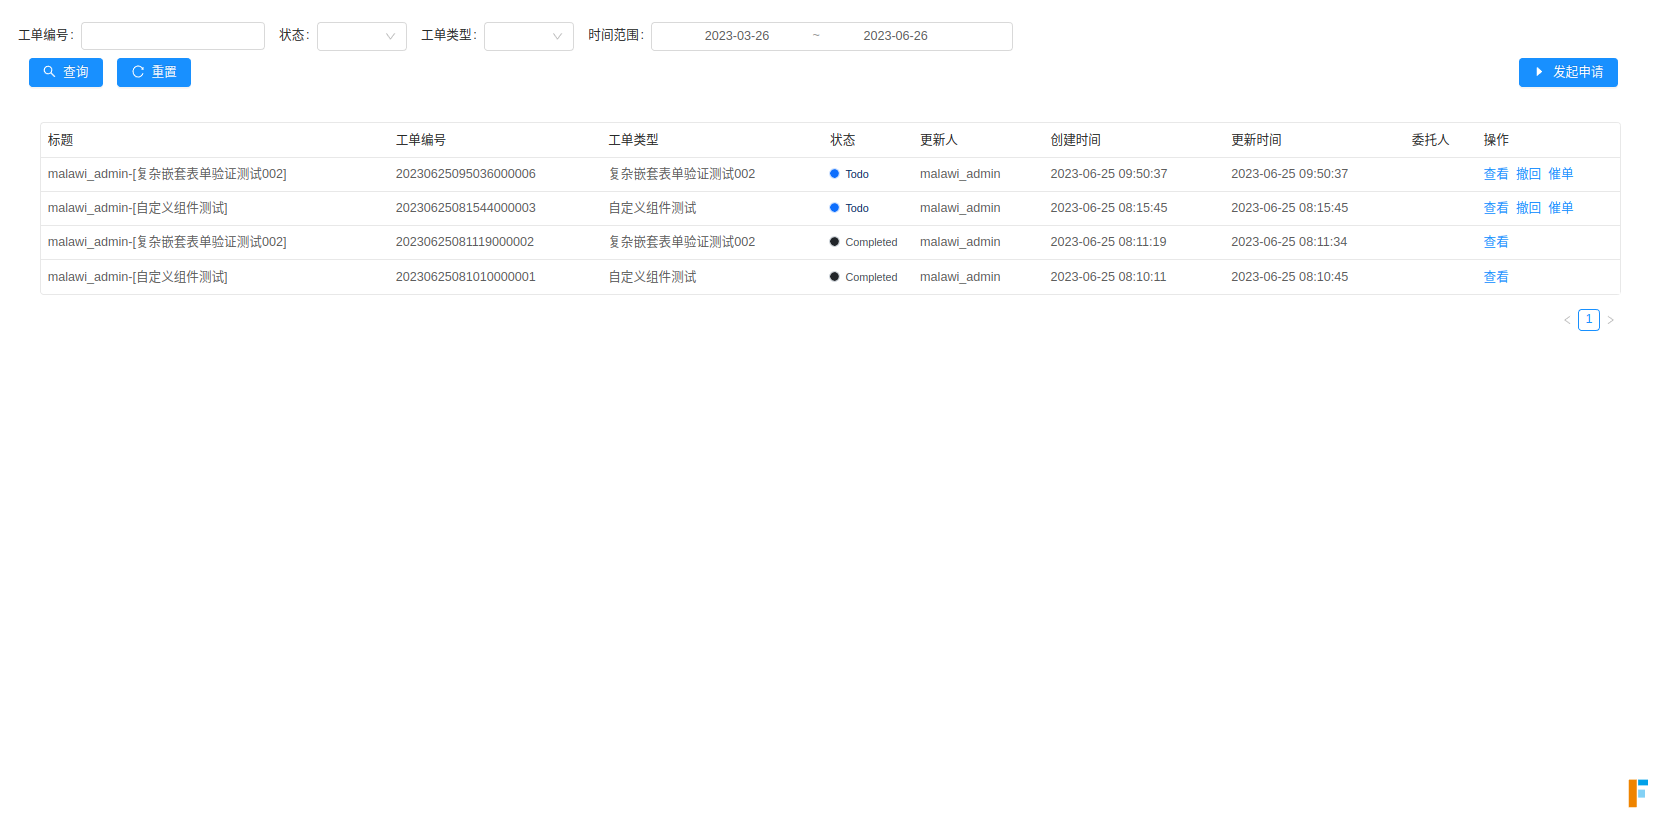 工单编号: 状态: 工单类型: 时间范围: 2023-03-26 ~ 2023-06-26
查询 重置 发起申请
标题 工单编号 工单类型 状态 更新人 创建时间 更新时间 委托人 操作
malawi_admin-[复杂嵌套表单验证测试002] 20230625095036000006 复杂嵌套表单验证测试002 Todo malawi_admin 2023-06-25 09:50:37 2023-06-25 09:50:37 查看 撤回 催单
malawi_admin-[自定义组件测试] 20230625081544000003 自定义组件测试 Todo malawi_admin 2023-06-25 08:15:45 2023-06-25 08:15:45 查看 撤回 催单
malawi_admin-[复杂嵌套表单验证测试002] 20230625081119000002 复杂嵌套表单验证测试002 Completed malawi_admin 2023-06-25 08:11:19 2023-06-25 08:11:34 查看
malawi_admin-[自定义组件测试] 20230625081010000001 自定义组件测试 Completed malawi_admin 2023-06-25 08:10:11 2023-06-25 08:10:45 查看
< 1 >